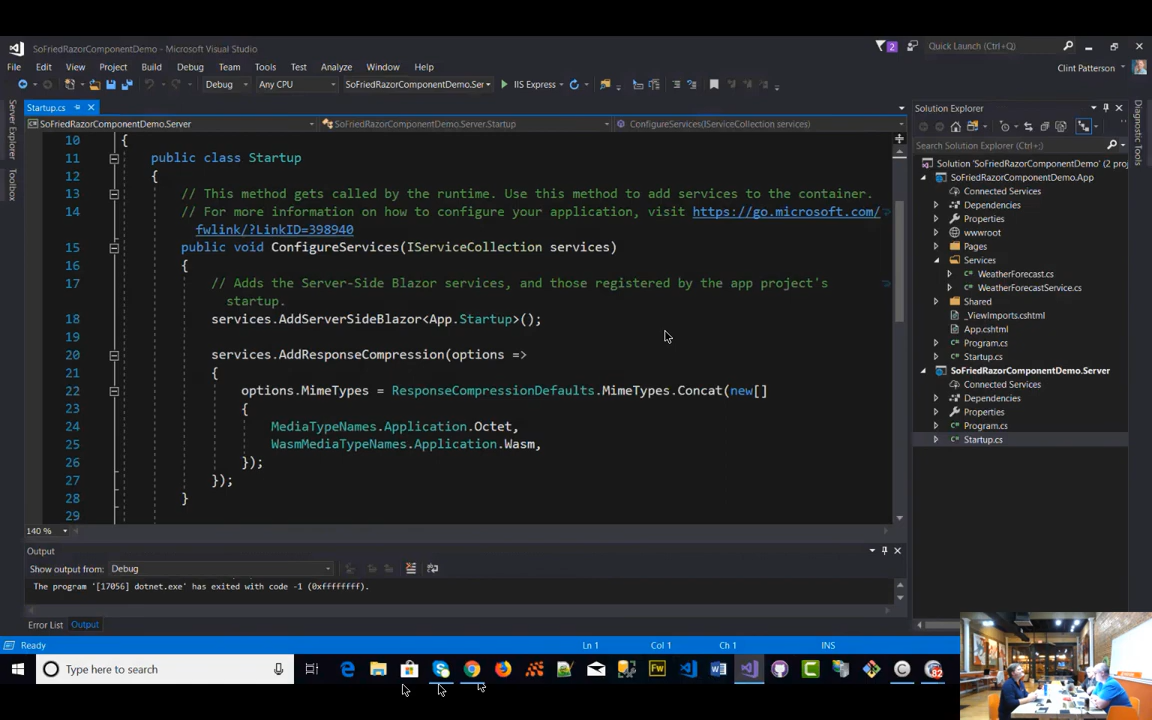 SoFriedRazorComponentDemo - Microsoft Visual Studio
2
Quick Launch (Ctrl+Q)
File Edit View Project Build Debug Team Tools Test Analyze Window Help
Clint Patterson
Debug Any CPU SoFriedRazorComponentDemo.Ser IIS Express
Startup.cs
SoFriedRazorComponentDemo.Server SoFriedRazorComponentDemo.Server.Startup ConfigureServices(IServiceCollection services)
Server Explorer
Toolbox
10 {
11 public class Startup
12 {
13 // This method gets called by the runtime. Use this method to add services to the container.
14 // For more information on how to configure your application, visit https://go.microsoft.com/
fwlink/?LinkID=398940
15 public void ConfigureServices(IServiceCollection services)
16 {
17 // Adds the Server-Side Blazor services, and those registered by the app project's
startup.
18 services.AddServerSideBlazor<App.Startup>();
19
20 services.AddResponseCompression(options =>
21 {
22 options.MimeTypes = ResponseCompressionDefaults.MimeTypes.Concat(new[]
23 {
24 MediaTypeNames.Application.Octet,
25 WasmMediaTypeNames.Application.Wasm,
26 });
27 });
28 }
29
140 %
Solution Explorer
Search Solution Explorer (Ctrl+;)
Solution 'SoFriedRazorComponentDemo' (2 proj
SoFriedRazorComponentDemo.App
Connected Services
Dependencies
Properties
wwwroot
Pages
Services
WeatherForecast.cs
WeatherForecastService.cs
Shared
_ViewImports.cshtml
App.cshtml
Program.cs
Startup.cs
SoFriedRazorComponentDemo.Server
Connected Services
Dependencies
Properties
Program.cs
Startup.cs
Diagnostic Tools
Output
Show output from: Debug
The program '[17056] dotnet.exe' has exited with code -1 (0xffffffff).
Error List Output
Ready Ln 1 Col 1 Ch 1 INS
Type here to search
Fw
82